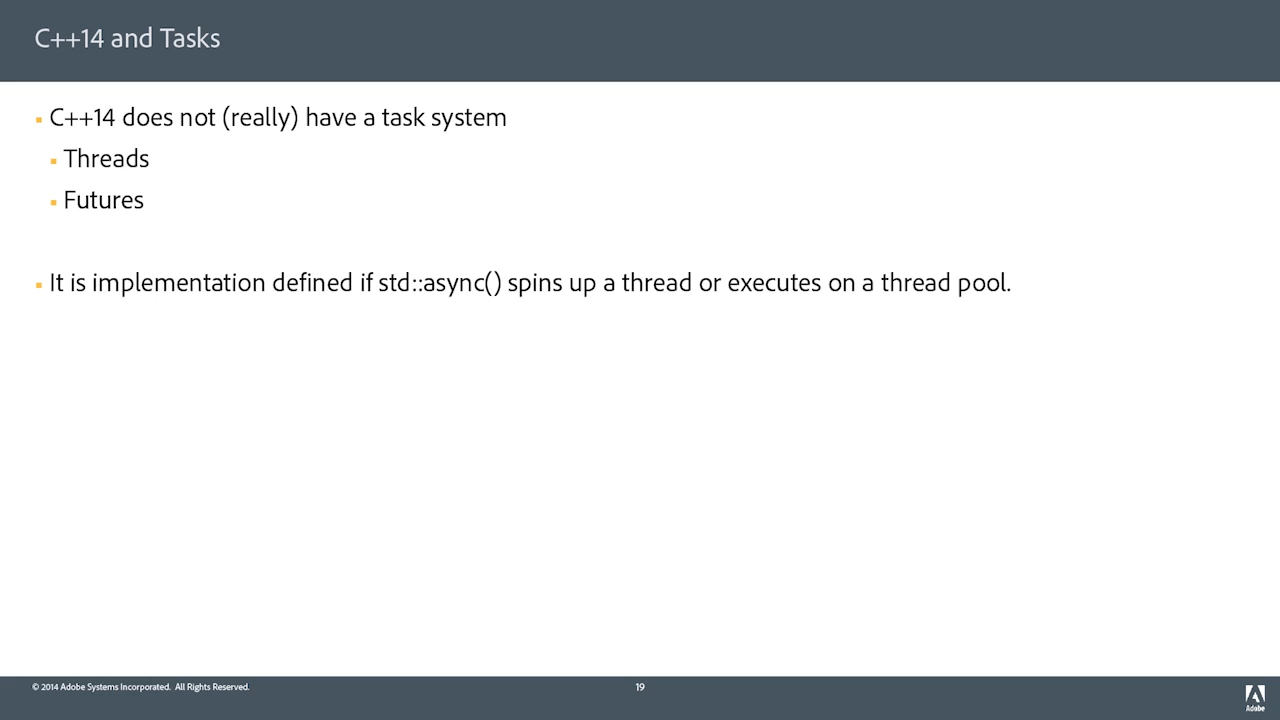 C++14 and Tasks
▪ C++14 does not (really) have a task system
▪ Threads
▪ Futures
▪ It is implementation defined if std::async() spins up a thread or executes on a thread pool.
© 2014 Adobe Systems Incorporated. All Rights Reserved.
19
Adobe